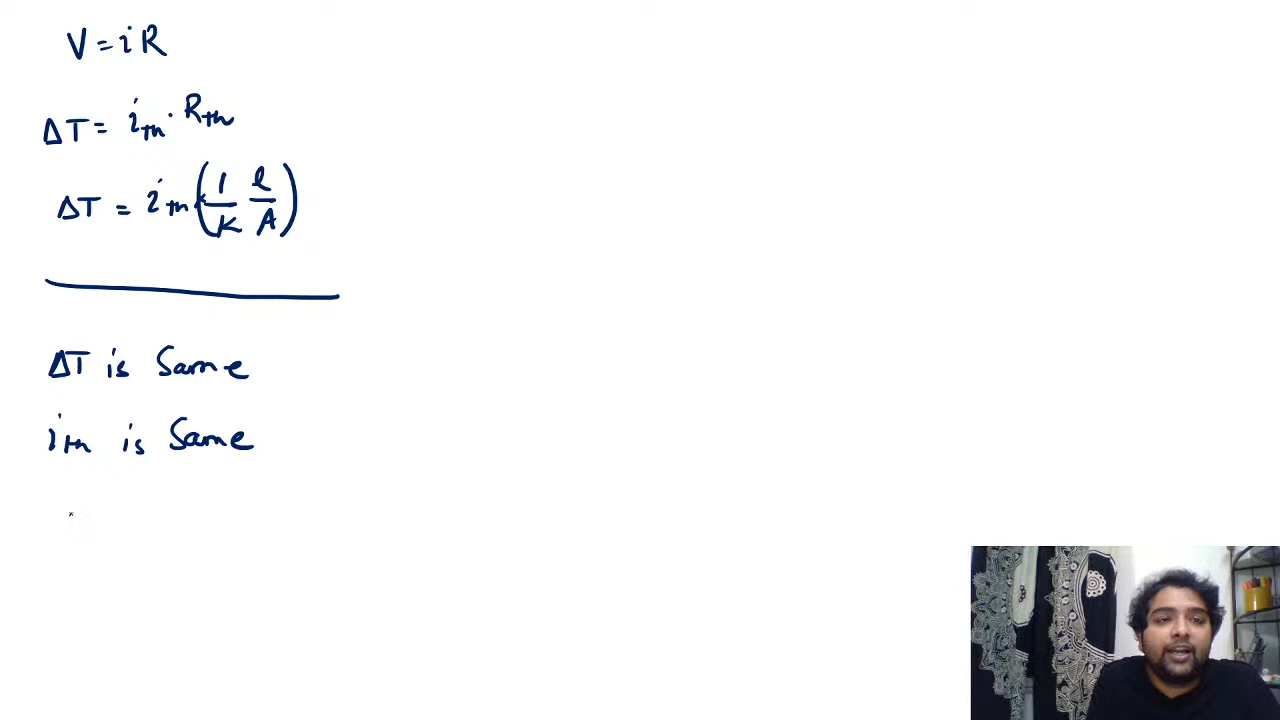 V = iR
ΔT = i_th · R_th
ΔT = i_th (1/K l/A)
ΔT is Same
i_th is Same